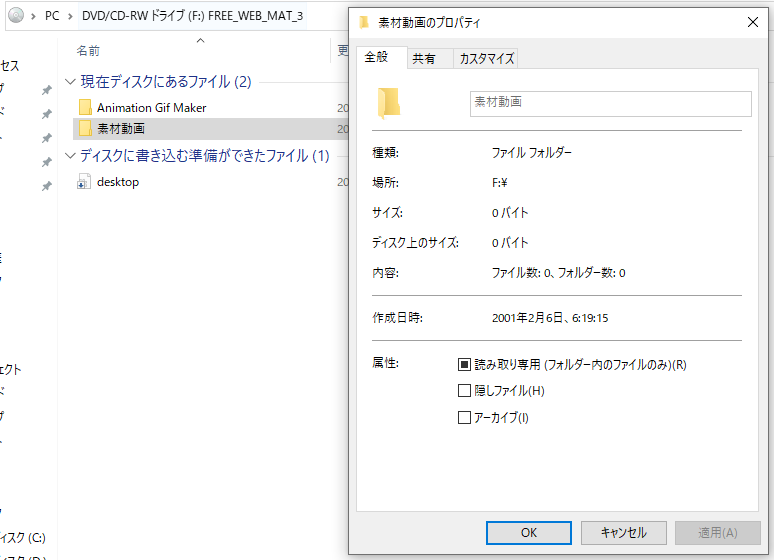 PC › DVD/CD-RW ドライブ (F:) FREE_WEB_MAT_3
名前
更
セス
現在ディスクにあるファイル (2)
Animation Gif Maker
20
素材動画
20
ディスクに書き込む準備ができたファイル (1)
desktop
20
ェクト
ィスク (C:)
ィスク (D:)
素材動画のプロパティ
全般 共有 カスタマイズ
素材動画
種類: ファイル フォルダー
場所: F:¥
サイズ: 0 バイト
ディスク上のサイズ: 0 バイト
内容: ファイル数: 0、フォルダー数: 0
作成日時: 2001年2月6日、6:19:15
属性: 読み取り専用 (フォルダー内のファイルのみ)(R)
隠しファイル(H)
アーカイブ(I)
OK キャンセル 適用(A)